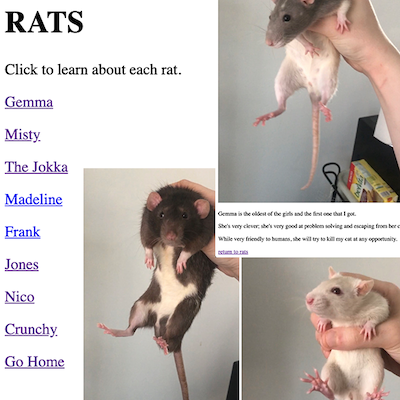 RATS
Click to learn about each rat.
Gemma
Misty
The Jokka
Madeline
Frank
Jones
Nico
Crunchy
Go Home
Gemma is the oldest of the girls and the first one that I got.
She's very clever; she's very good at problem solving and escaping from her c
While very friendly to humans, she will try to kill my cat at any opportunity.
return to rats